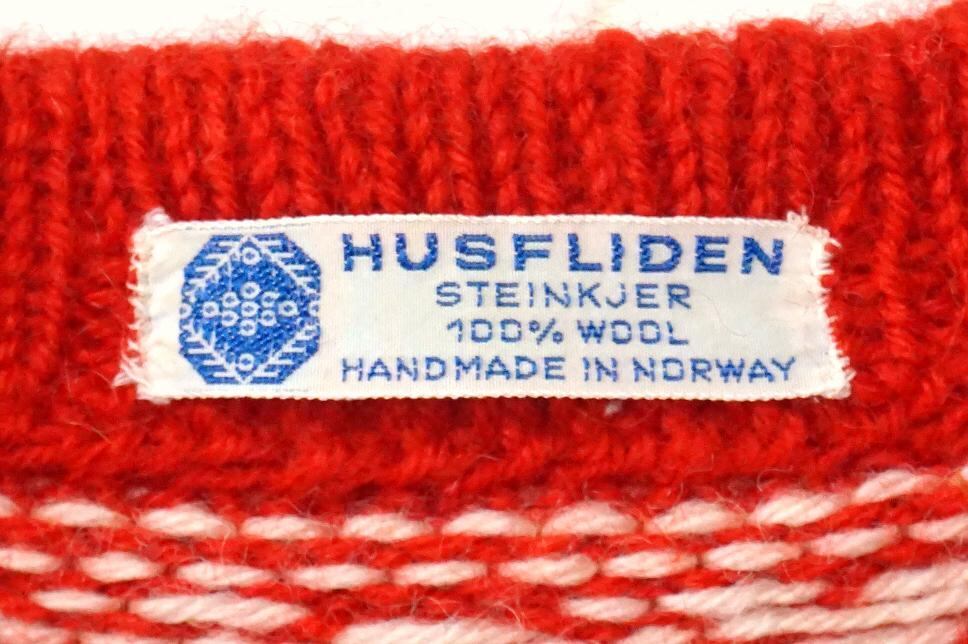 HUSFLIDEN
STEINKJER
100% WOOL
HANDMADE IN NORWAY